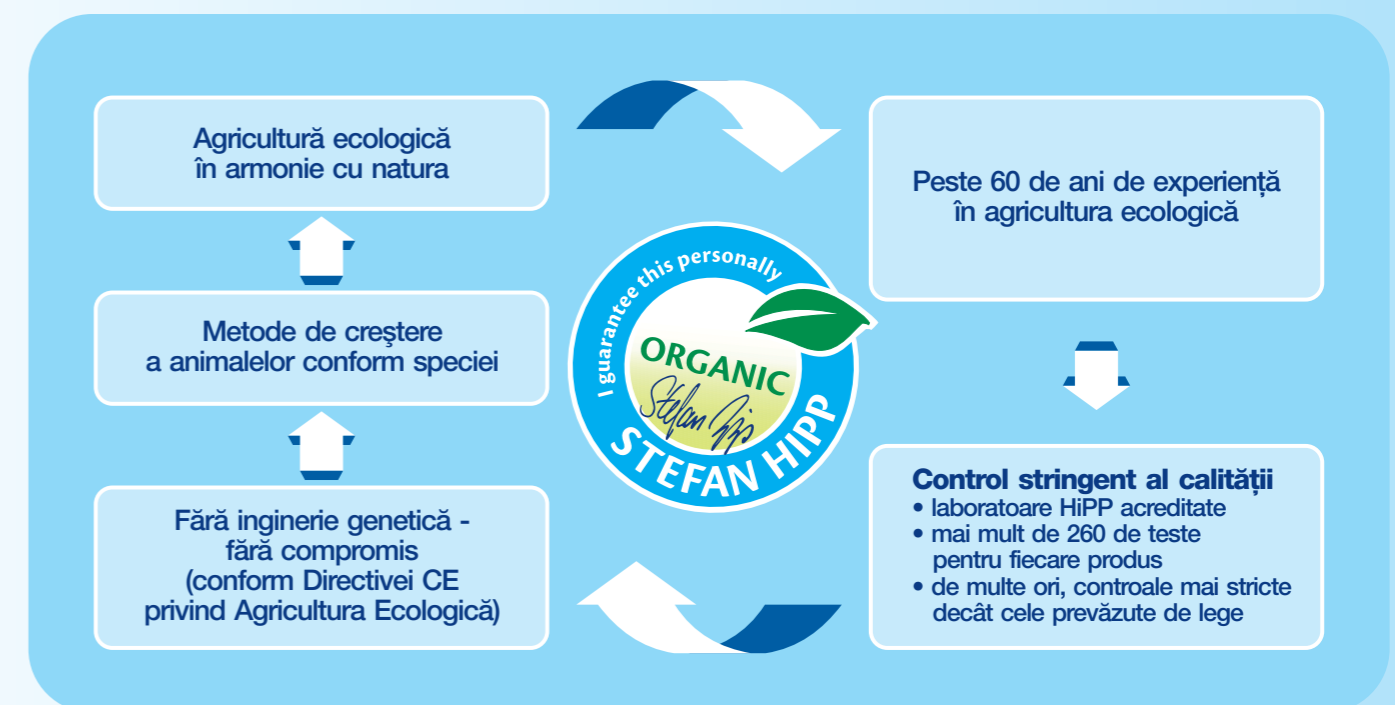 Agricultură ecologică
în armonie cu natura
Metode de creştere
a animalelor conform speciei
Fără inginerie genetică -
fără compromis
(conform Directivei CE
privind Agricultura Ecologică)
I guarantee this personally
ORGANIC
Stefan Hipp
STEFAN HIPP
Peste 60 de ani de experienţă
în agricultura ecologică
Control stringent al calităţii
• laboratoare HiPP acreditate
• mai mult de 260 de teste
pentru fiecare produs
• de multe ori, controale mai stricte
decât cele prevăzute de lege